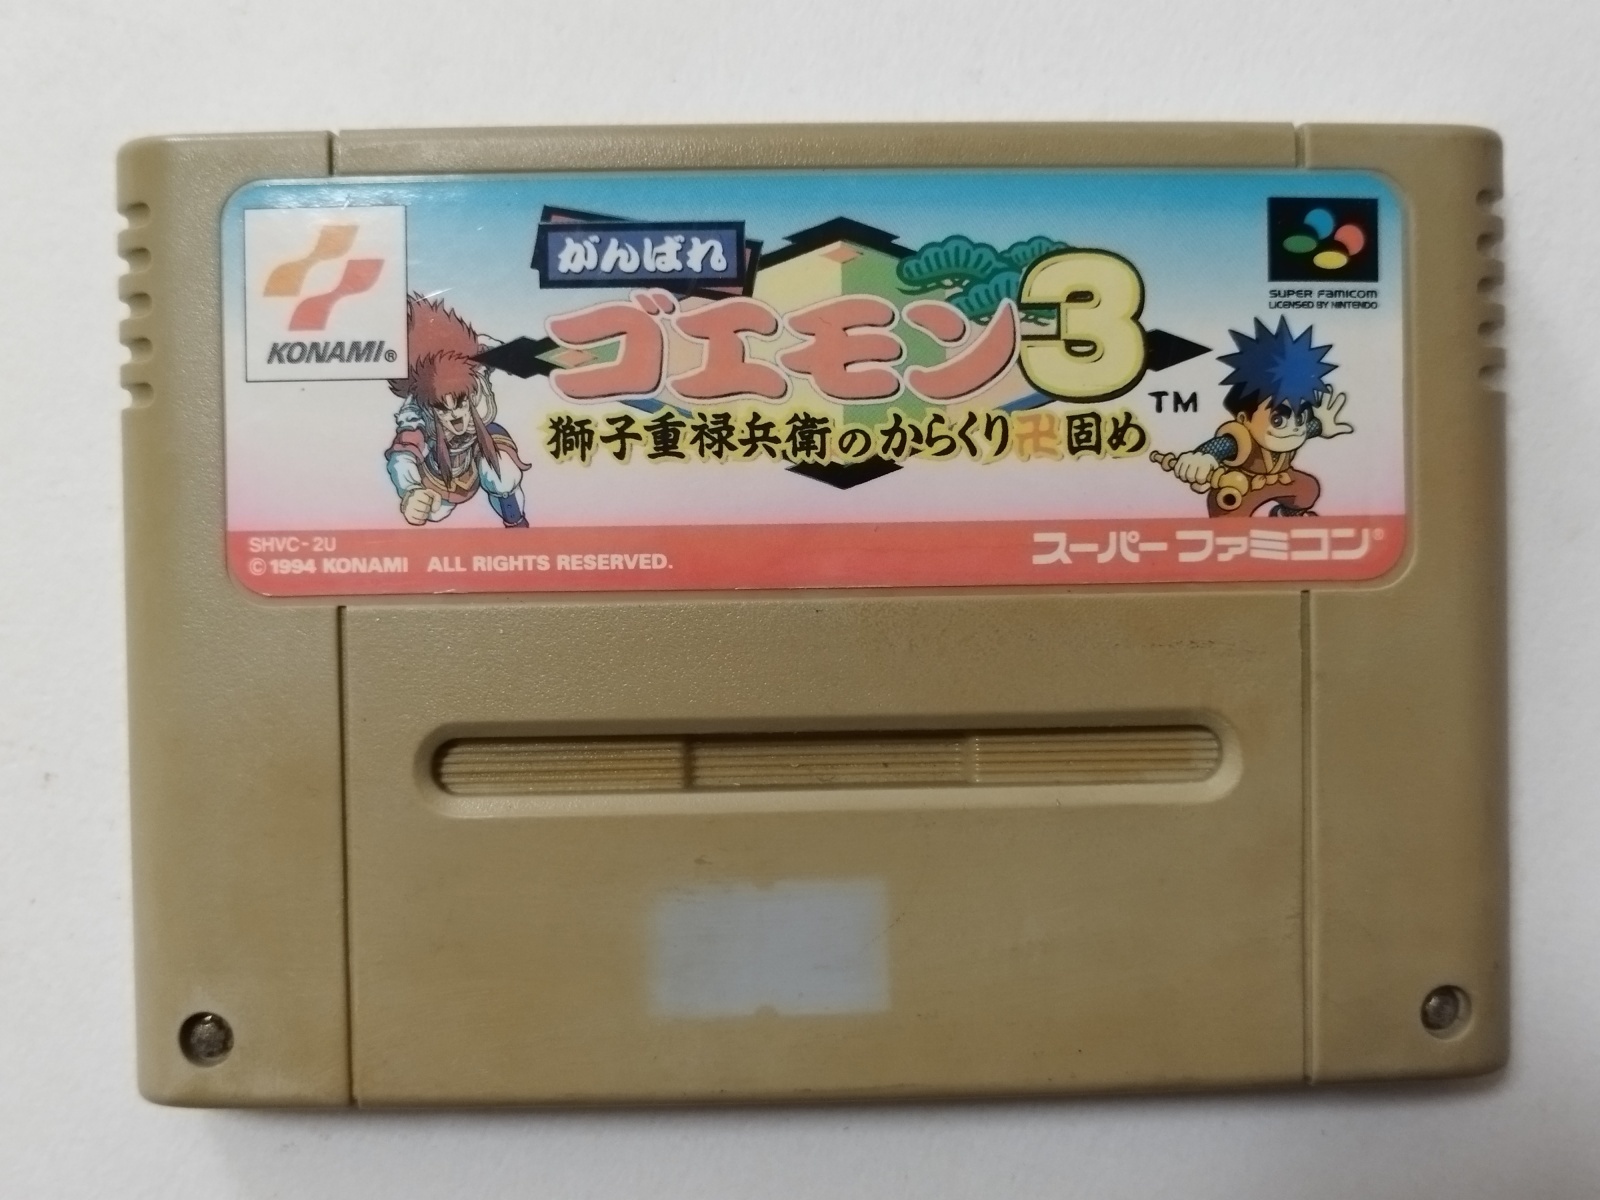 KONAMI®
がんばれ
ゴエモン3
TM
獅子重禄兵衛のからくり卍固め
SUPER FAMICOM
LICENSED BY NINTENDO
SHVC-2U
©1994 KONAMI ALL RIGHTS RESERVED.
スーパーファミコン®